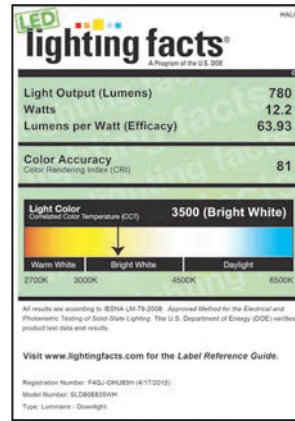 LED
HALO
lighting facts®
A Program of the U.S. DOE
Light Output (Lumens) 780
Watts 12.2
Lumens per Watt (Efficacy) 63.93
Color Accuracy
Color Rendering Index (CRI) 81
Light Color
Correlated Color Temperature (CCT) 3500 (Bright White)
Warm White Bright White Daylight
2700K 3000K 4500K 6500K
All results are according to IESNA LM-79-2008: Approved Method for the Electrical and
Photometric Testing of Solid-State Lighting. The U.S. Department of Energy (DOE) verifies
product test data and results.
Visit www.lightingfacts.com for the Label Reference Guide.
Registration Number: F4QJ-OHU85H (4/17/2015)
Model Number: SLD606835WH
Type: Luminaire - Downlight